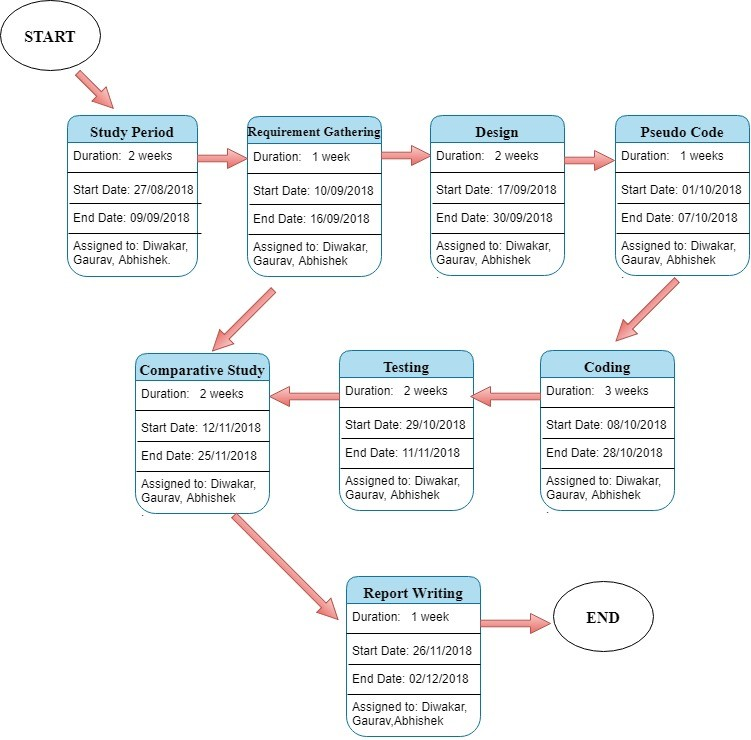 START
Study Period
Duration: 2 weeks
Start Date: 27/08/2018
End Date: 09/09/2018
Assigned to: Diwakar,
Gaurav, Abhishek.
Requirement Gathering
Duration: 1 week
Start Date: 10/09/2018
End Date: 16/09/2018
Assigned to: Diwakar,
Gaurav, Abhishek
Design
Duration: 2 weeks
Start Date: 17/09/2018
End Date: 30/09/2018
Assigned to: Diwakar,
Gaurav, Abhishek
.
Pseudo Code
Duration: 1 weeks
Start Date: 01/10/2018
End Date: 07/10/2018
Assigned to: Diwakar,
Gaurav, Abhishek
.
Coding
Duration: 3 weeks
Start Date: 08/10/2018
End Date: 28/10/2018
Assigned to: Diwakar,
Gaurav, Abhishek
.
Testing
Duration: 2 weeks
Start Date: 29/10/2018
End Date: 11/11/2018
Assigned to: Diwakar,
Gaurav, Abhishek
Comparative Study
Duration: 2 weeks
Start Date: 12/11/2018
End Date: 25/11/2018
Assigned to: Diwakar,
Gaurav, Abhishek
.
Report Writing
Duration: 1 week
Start Date: 26/11/2018
End Date: 02/12/2018
Assigned to: Diwakar,
Gaurav,Abhishek
END